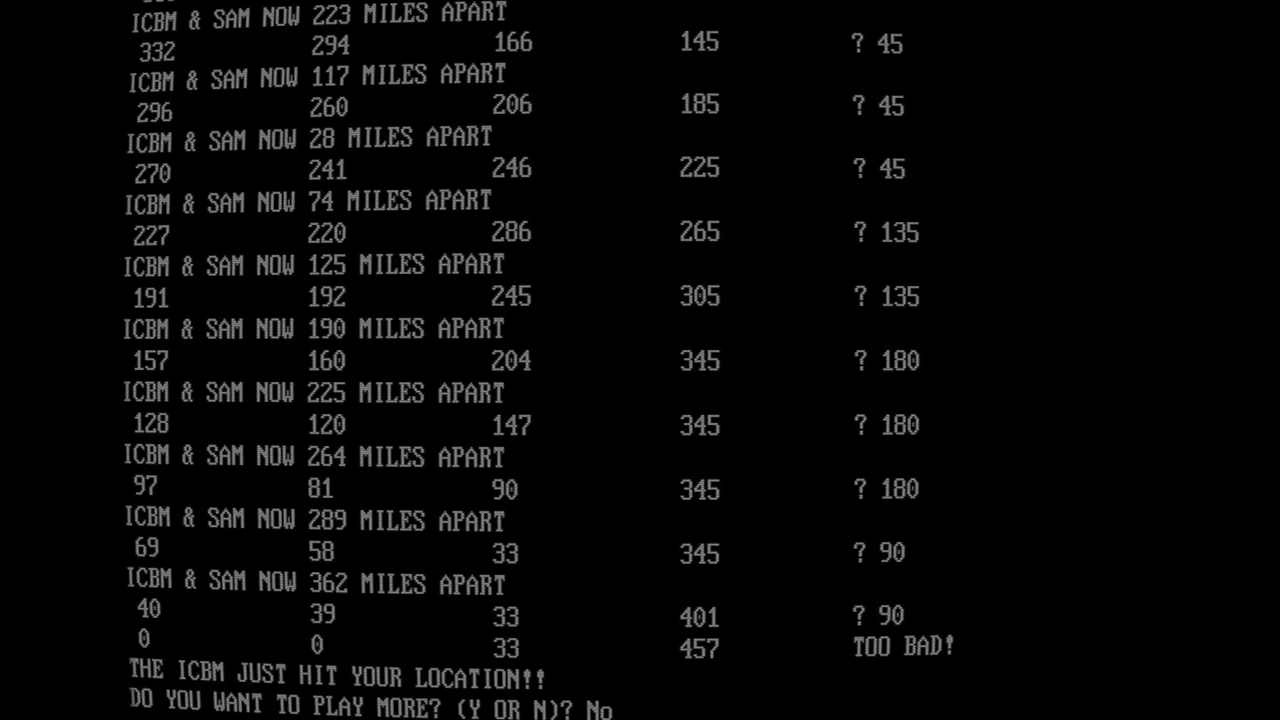 ICBM & SAM NOW 223 MILES APART
332 294 166 145 ? 45
ICBM & SAM NOW 117 MILES APART
296 260 206 185 ? 45
ICBM & SAM NOW 28 MILES APART
270 241 246 225 ? 45
ICBM & SAM NOW 74 MILES APART
227 220 286 265 ? 135
ICBM & SAM NOW 125 MILES APART
191 192 245 305 ? 135
ICBM & SAM NOW 190 MILES APART
157 160 204 345 ? 180
ICBM & SAM NOW 225 MILES APART
128 120 147 345 ? 180
ICBM & SAM NOW 264 MILES APART
97 81 90 345 ? 180
ICBM & SAM NOW 289 MILES APART
69 58 33 345 ? 90
ICBM & SAM NOW 362 MILES APART
40 39 33 401 ? 90
0 0 33 457 TOO BAD!
THE ICBM JUST HIT YOUR LOCATION!!
DO YOU WANT TO PLAY MORE? (Y OR N)? No